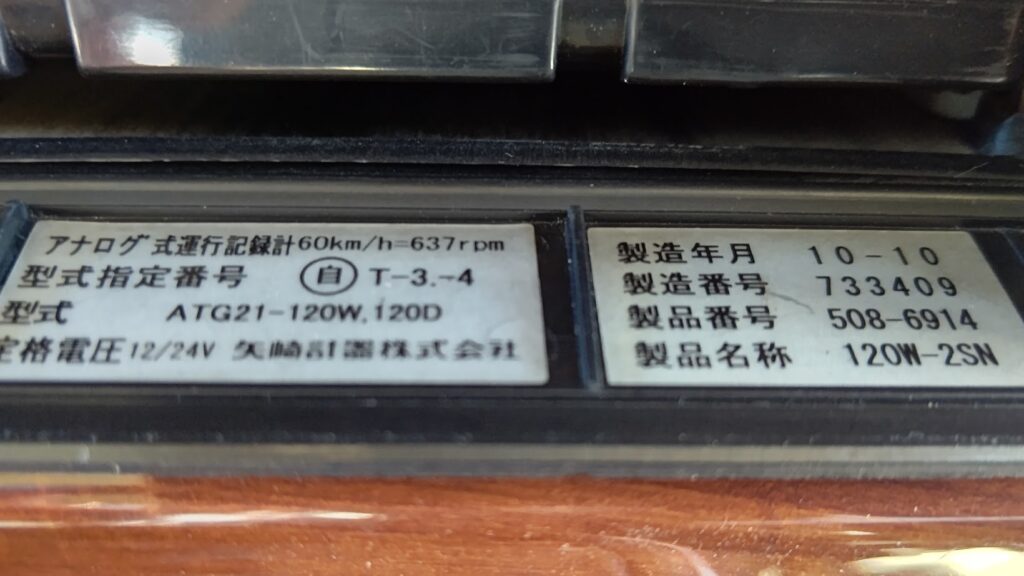 アナログ式運行記録計60km/h=637rpm
型式指定番号 自 T-3.-4
型式 ATG21-120W,120D
定格電圧12/24V 矢崎計器株式会社
製造年月 10-10
製造番号 733409
製品番号 508-6914
製品名称 120W-2SN